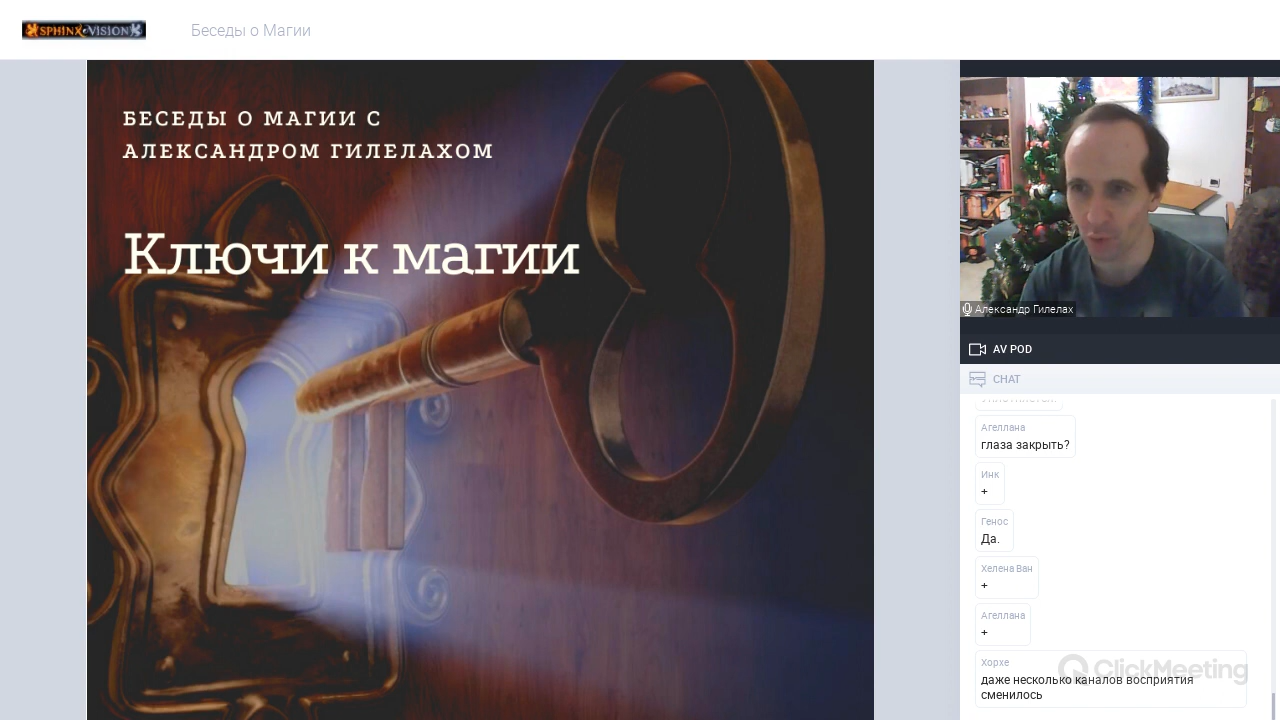 SPHINX-VISION
Беседы о Магии
БЕСЕДЫ О МАГИИ С
АЛЕКСАНДРОМ ГИЛЕЛАХОМ
Ключи к магии
Александр Гилелах
AV POD
CHAT
Агеллана
глаза закрыть?
Инк
+
Генос
Да.
Хелена Ван
+
Агеллана
+
Хорхе
даже несколько каналов восприятия
сменилось
ClickMeeting